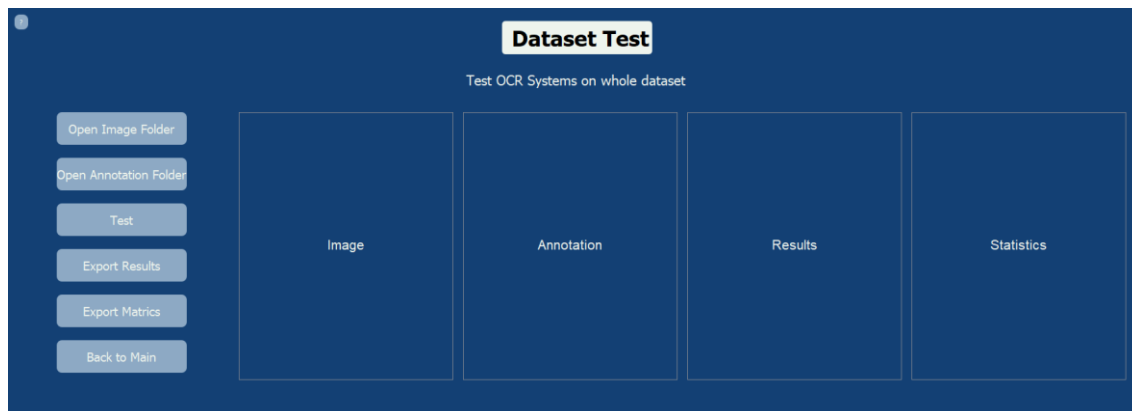 Dataset Test
Test OCR Systems on whole dataset
Open Image Folder
Open Annotation Folder
Test
Export Results
Export Matrics
Back to Main
Image
Annotation
Results
Statistics